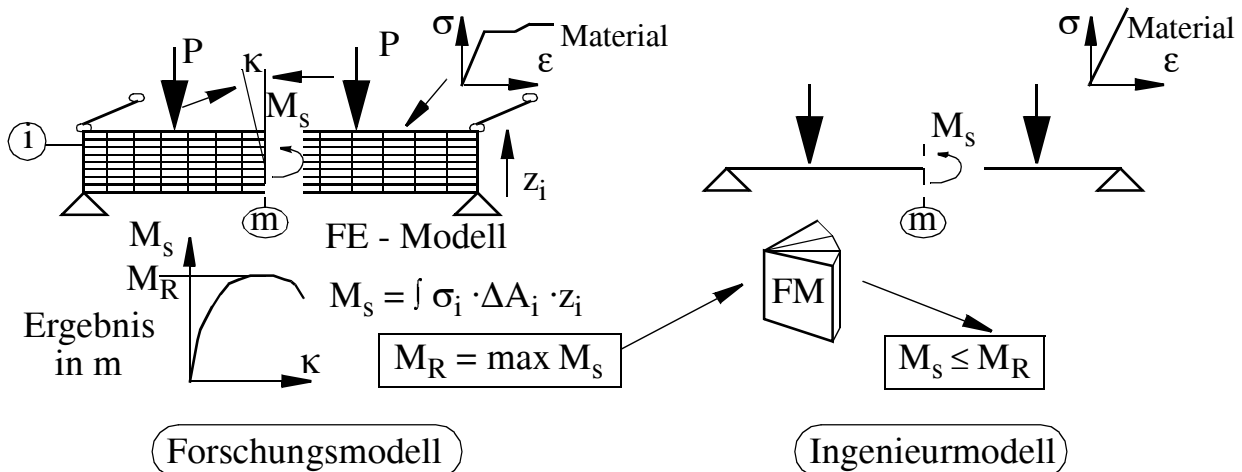 P
κ
M_s
P
σ
Material
ε
i
z_i
m
FE - Modell
M_s
M_R
Ergebnis
in m
κ
M_s = ∫ σ_i ·ΔA_i ·z_i
M_R = max M_s
Forschungsmodell
σ
Material
ε
M_s
m
FM
M_s ≤ M_R
Ingenieurmodell